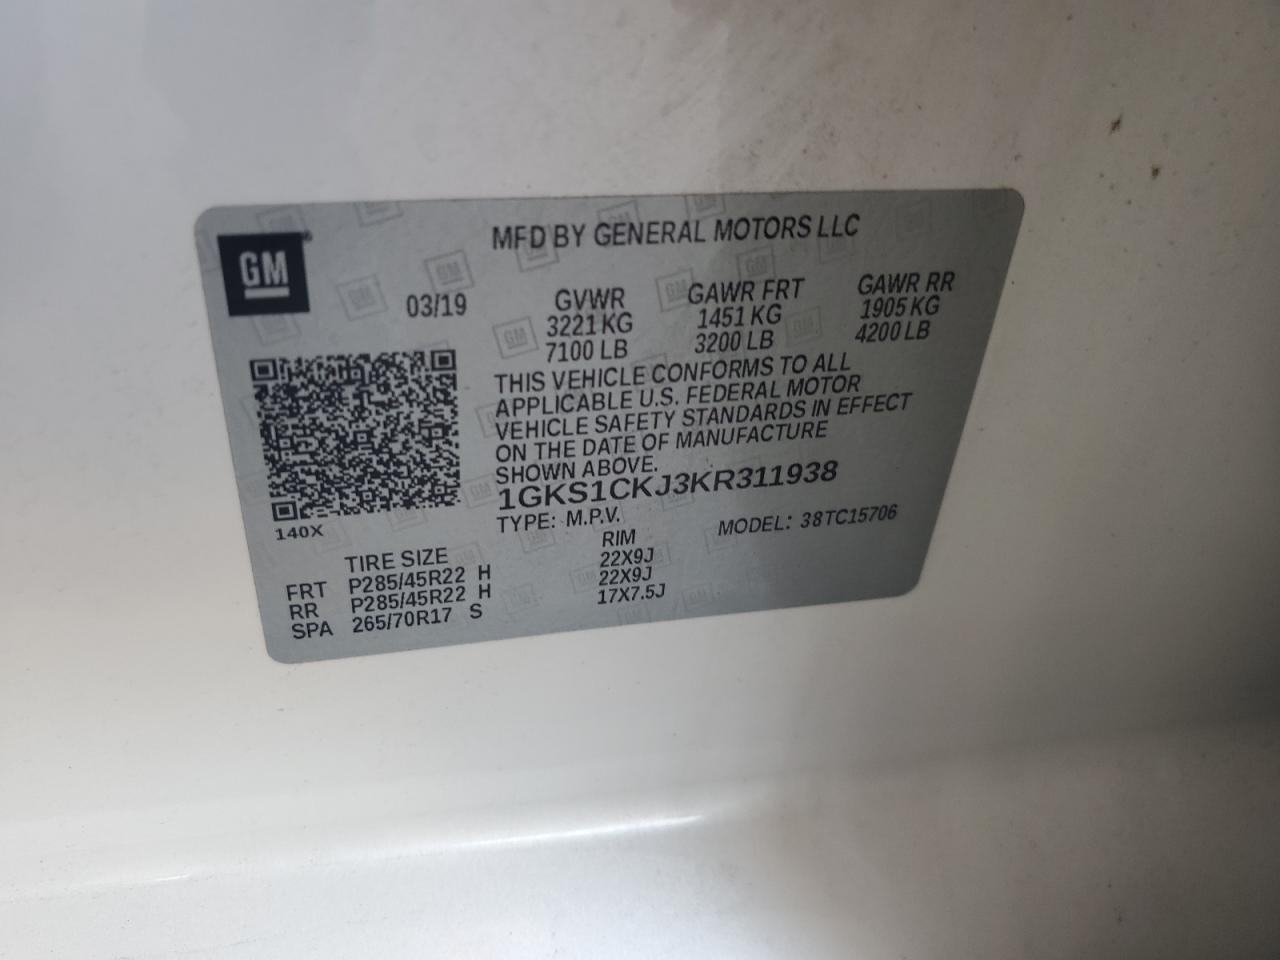 GM
MFD BY GENERAL MOTORS LLC
03/19
GVWR
3221 KG
7100 LB
GAWR FRT
1451 KG
3200 LB
GAWR RR
1905 KG
4200 LB
THIS VEHICLE CONFORMS TO ALL
APPLICABLE U.S. FEDERAL MOTOR
VEHICLE SAFETY STANDARDS IN EFFECT
ON THE DATE OF MANUFACTURE
SHOWN ABOVE.
1GKS1CKJ3KR311938
TYPE: M.P.V. MODEL: 38TC15706
140X
TIRE SIZE RIM
FRT P285/45R22 H 22X9J
RR P285/45R22 H 22X9J
SPA 265/70R17 S 17X7.5J